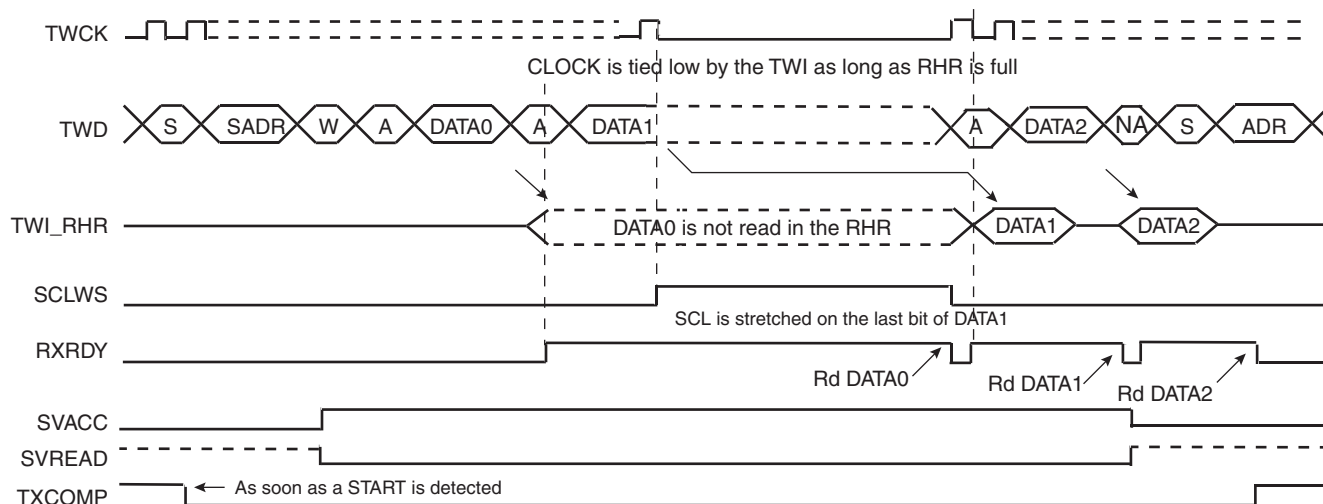 TWCK
CLOCK is tied low by the TWI as long as RHR is full
TWD S SADR W A DATA0 A DATA1 A DATA2 NA S ADR
TWI_RHR DATA0 is not read in the RHR DATA1 DATA2
SCLWS
SCL is stretched on the last bit of DATA1
RXRDY
Rd DATA0 Rd DATA1 Rd DATA2
SVACC
SVREAD
TXCOMP As soon as a START is detected